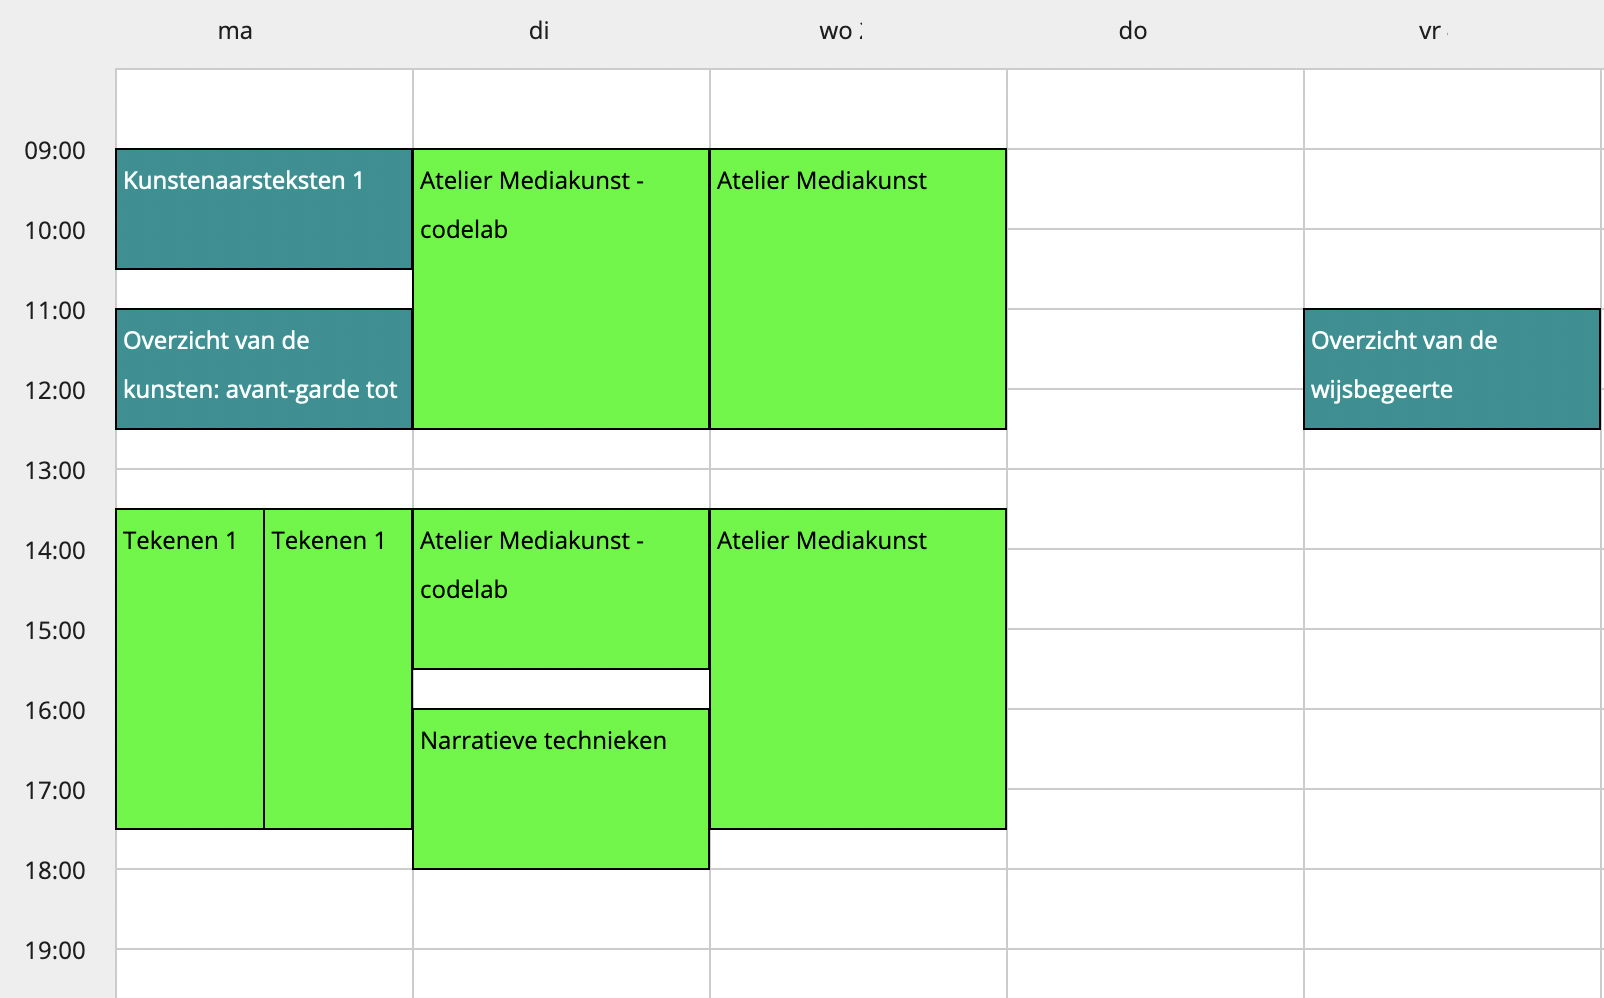 ma di wo do vr
09:00
Kunstenaarsteksten 1
Atelier Mediakunst -
codelab
Atelier Mediakunst
10:00
11:00
Overzicht van de
kunsten: avant-garde tot
Overzicht van de
wijsbegeerte
12:00
13:00
Tekenen 1
Tekenen 1
Atelier Mediakunst -
codelab
Atelier Mediakunst
14:00
15:00
16:00
Narratieve technieken
17:00
18:00
19:00